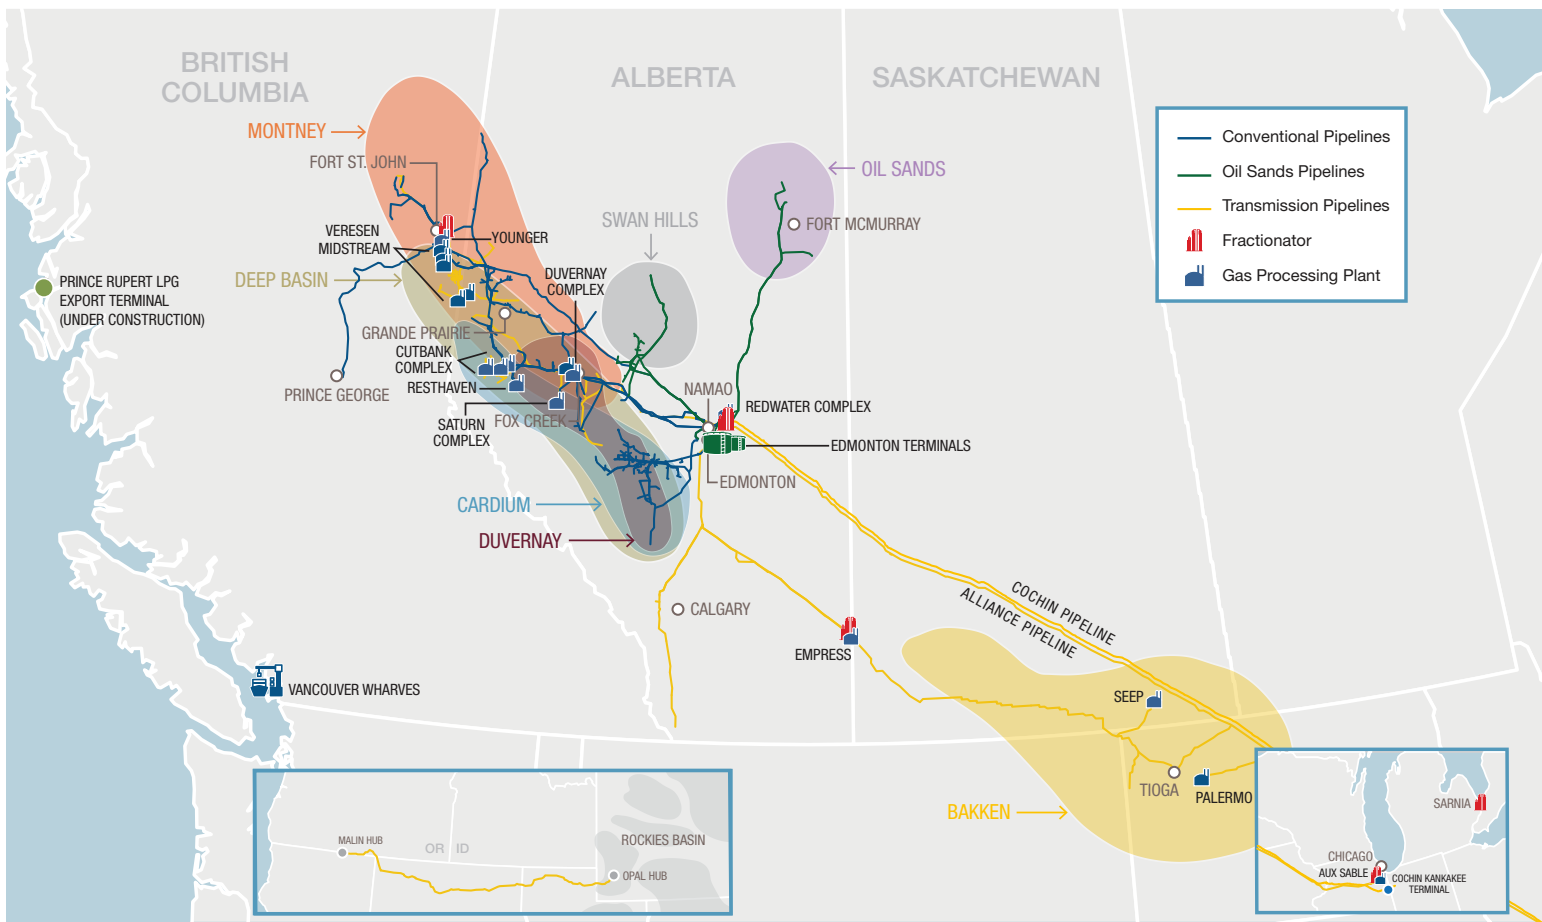 BRITISH
COLUMBIA
ALBERTA
SASKATCHEWAN
Conventional Pipelines
Oil Sands Pipelines
Transmission Pipelines
Fractionator
Gas Processing Plant
MONTNEY
FORT ST. JOHN
OIL SANDS
SWAN HILLS
FORT MCMURRAY
VERESEN
MIDSTREAM
YOUNGER
DEEP BASIN
DUVERNAY
COMPLEX
PRINCE RUPERT LPG
EXPORT TERMINAL
(UNDER CONSTRUCTION)
GRANDE PRAIRIE
CUTBANK
COMPLEX
RESTHAVEN
PRINCE GEORGE
NAMAO
REDWATER COMPLEX
SATURN
COMPLEX
FOX CREEK
EDMONTON TERMINALS
EDMONTON
CARDIUM
DUVERNAY
COCHIN PIPELINE
ALLIANCE PIPELINE
CALGARY
EMPRESS
VANCOUVER WHARVES
SEEP
TIOGA
PALERMO
BAKKEN
MALIN HUB
OR
ID
ROCKIES BASIN
OPAL HUB
SARNIA
CHICAGO
AUX SABLE
COCHIN KANKAKEE
TERMINAL